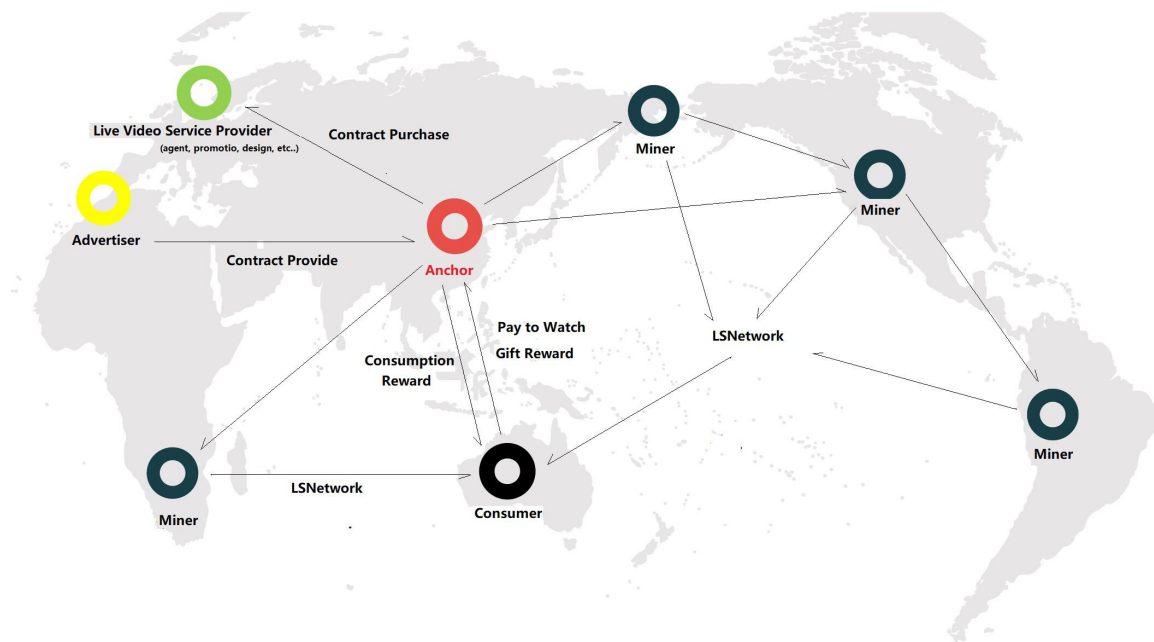 Live Video Service Provider
(agent, promotio, design, etc..)
Contract Purchase
Miner
Miner
Advertiser
Contract Provide
Anchor
Pay to Watch
Gift Reward
LSNetwork
Consumption
Reward
Miner
LSNetwork
Miner
Consumer